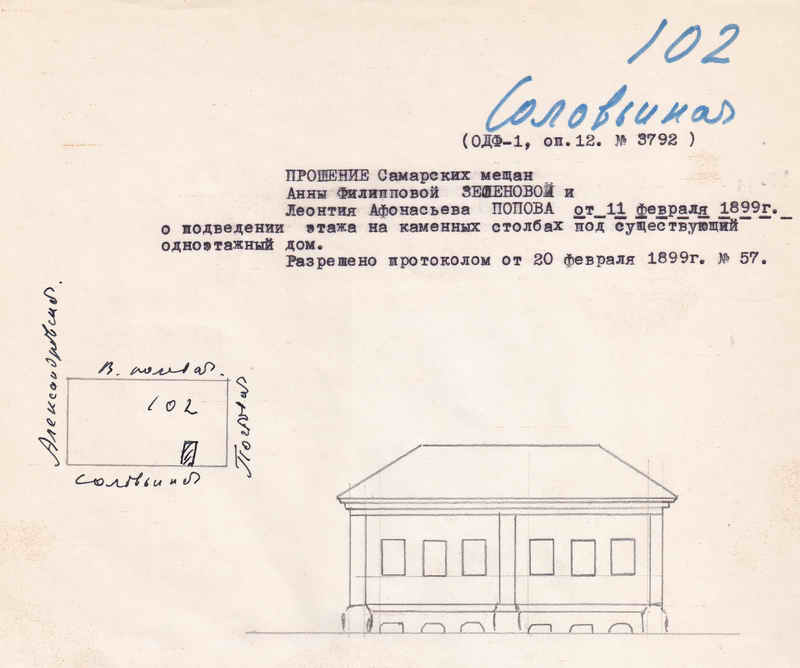 102
Соловьиная
(ОДФ-1, оп.12. № 3792 )
ПРОШЕНИЕ Самарских мещан
Анны Филипповой ЗЕЛЕНОВОЙ и
Леонтия Афонасьева ПОПОВА от 11 февраля 1899г.
о подведении этажа на каменных столбах под существующий
одноэтажный дом.
Разрешено протоколом от 20 февраля 1899г. № 57.
Александровская.
В. полевая.
102
Почтовая
Соловьиная